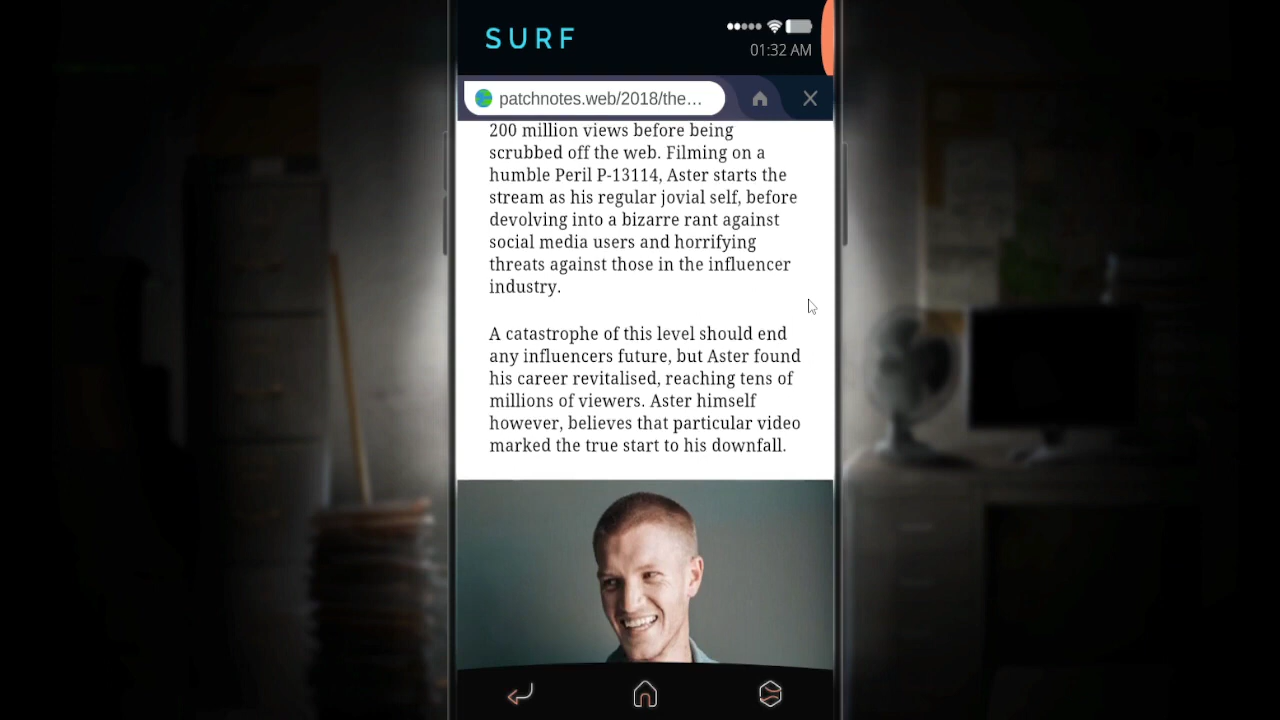 SURF
01:32 AM
patchnotes.web/2018/the...
200 million views before being
scrubbed off the web. Filming on a
humble Peril P-13114, Aster starts the
stream as his regular jovial self, before
devolving into a bizarre rant against
social media users and horrifying
threats against those in the influencer
industry.
A catastrophe of this level should end
any influencers future, but Aster found
his career revitalised, reaching tens of
millions of viewers. Aster himself
however, believes that particular video
marked the true start to his downfall.